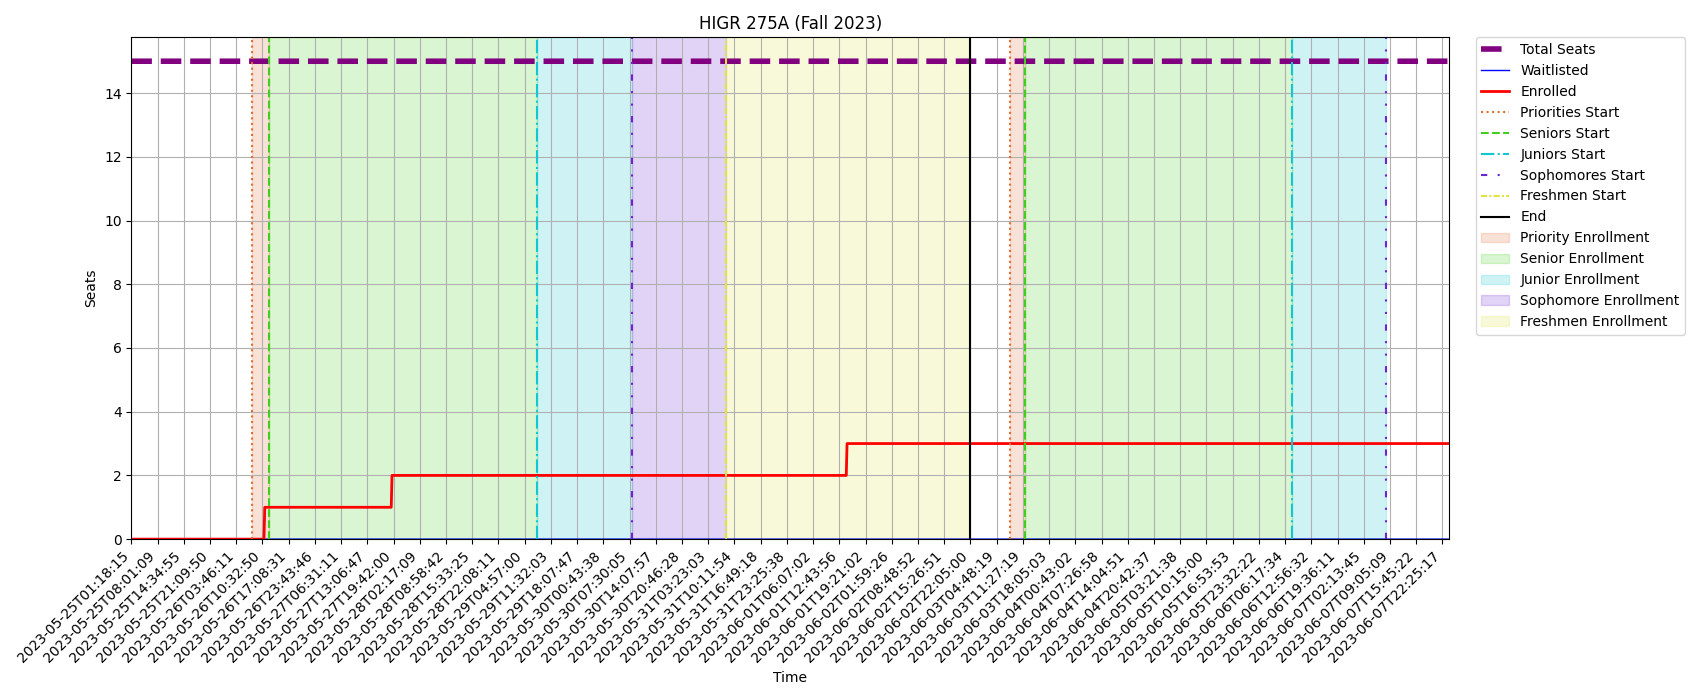 HIGR 275A (Fall 2023)
Seats
14
12
10
8
6
4
2
0
2023-05-25T01:18:15
2023-05-25T08:01:09
2023-05-25T14:34:55
2023-05-25T21:09:50
2023-05-26T03:46:11
2023-05-26T10:32:50
2023-05-26T17:08:31
2023-05-26T23:43:46
2023-05-27T06:31:11
2023-05-27T13:06:47
2023-05-27T19:42:00
2023-05-28T02:17:09
2023-05-28T08:58:42
2023-05-28T15:33:25
2023-05-28T22:08:11
2023-05-29T04:57:00
2023-05-29T11:32:03
2023-05-29T18:07:47
2023-05-30T00:43:38
2023-05-30T07:30:05
2023-05-30T14:07:57
2023-05-30T20:46:28
2023-05-31T03:23:03
2023-05-31T10:11:54
2023-05-31T16:49:18
2023-05-31T23:25:38
2023-06-01T06:07:02
2023-06-01T12:43:56
2023-06-01T19:21:02
2023-06-02T01:59:26
2023-06-02T08:48:52
2023-06-02T15:26:51
2023-06-02T22:05:00
2023-06-03T04:48:19
2023-06-03T11:27:19
2023-06-03T18:05:03
2023-06-04T00:43:02
2023-06-04T07:26:58
2023-06-04T14:04:51
2023-06-04T20:42:37
2023-06-05T03:21:38
2023-06-05T10:15:00
2023-06-05T16:53:53
2023-06-05T23:32:22
2023-06-06T06:17:34
2023-06-06T12:56:32
2023-06-06T19:36:11
2023-06-07T02:13:45
2023-06-07T09:05:09
2023-06-07T15:45:22
2023-06-07T22:25:17
Time
Total Seats
Waitlisted
Enrolled
Priorities Start
Seniors Start
Juniors Start
Sophomores Start
Freshmen Start
End
Priority Enrollment
Senior Enrollment
Junior Enrollment
Sophomore Enrollment
Freshmen Enrollment